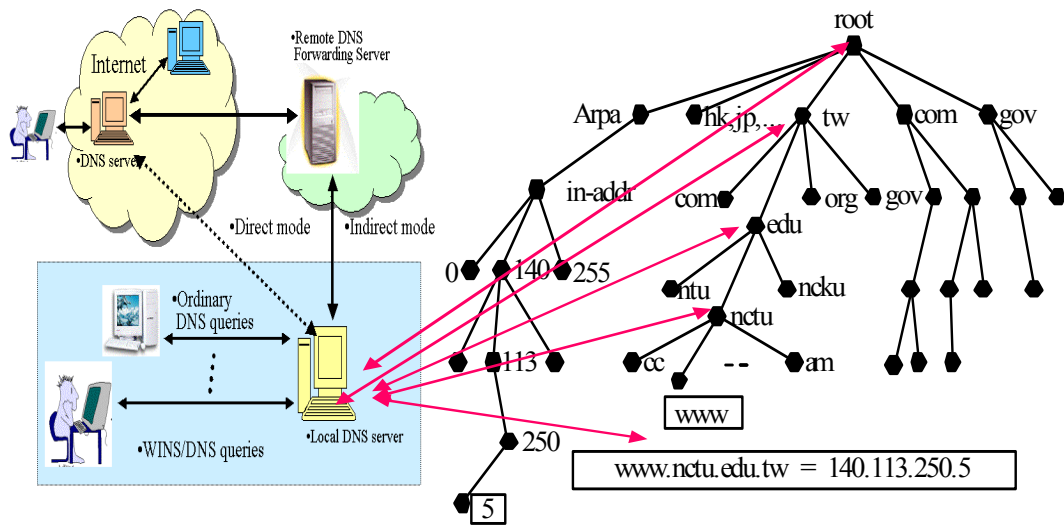 •Remote DNS
Forwarding Server
Internet
•DNS server
•Direct mode
•Indirect mode
•Ordinary
DNS queries
•WINS/DNS queries
•Local DNS server
root
Arpa
hk,jp,...
tw
com
gov
in-addr
com
org
gov
edu
0
140
255
ntu
ncku
nctu
113
cc
--
am
www
250
5
www.nctu.edu.tw = 140.113.250.5